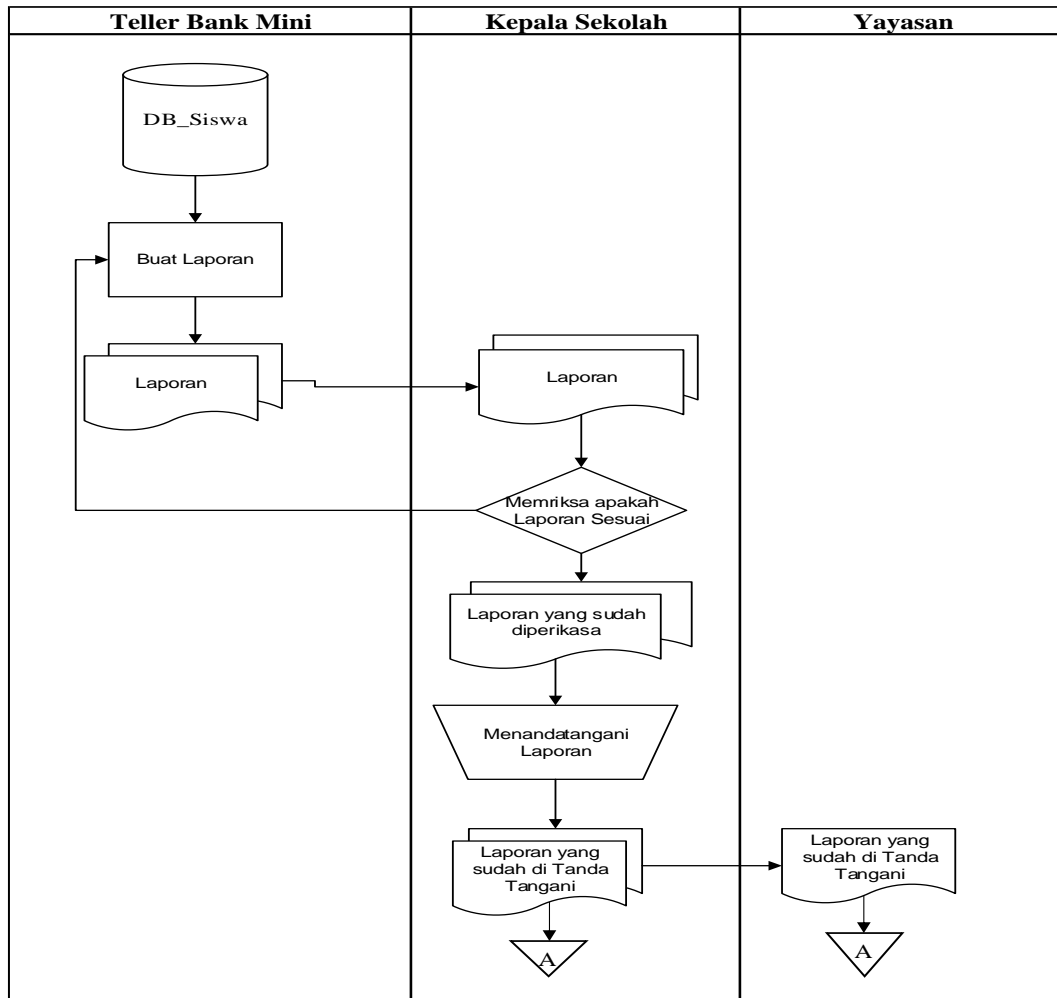 Teller Bank Mini
Kepala Sekolah
Yayasan
DB_Siswa
Buat Laporan
Laporan
Laporan
Memriksa apakah
Laporan Sesuai
Laporan yang sudah
diperikasa
Menandatangani
Laporan
Laporan yang
sudah di Tanda
Tangani
Laporan yang
sudah di Tanda
Tangani
A
A